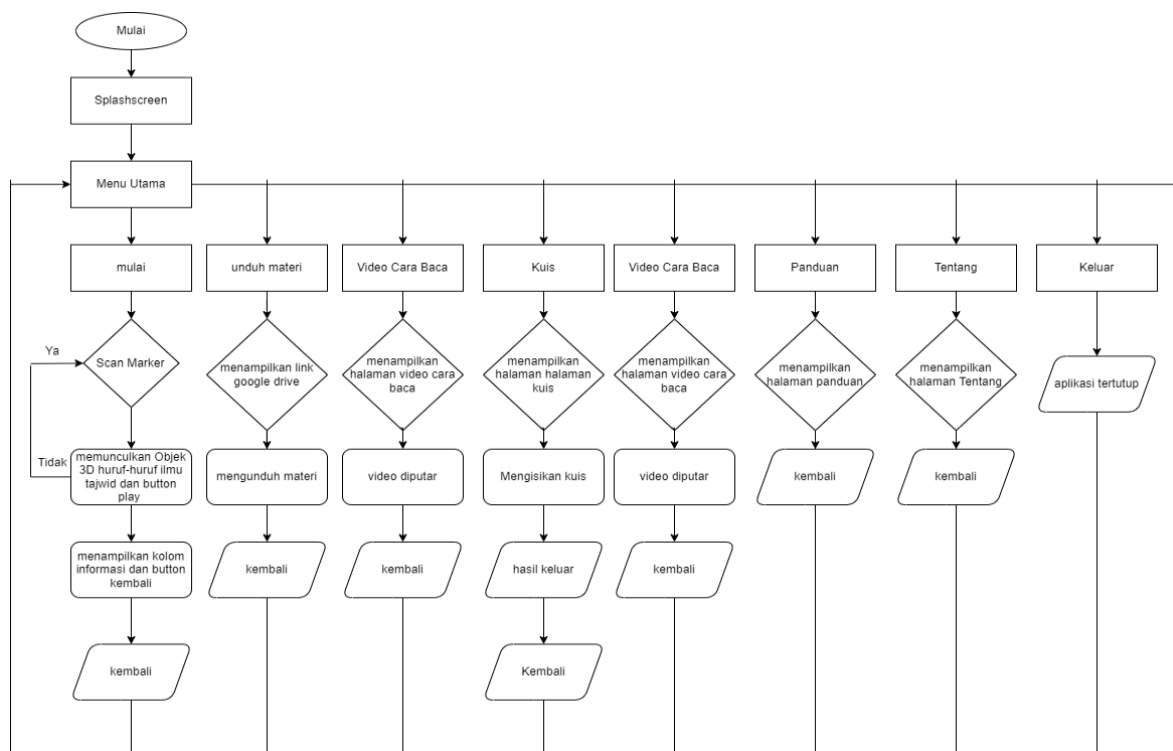 Mulai
Splashscreen
Menu Utama
mulai
unduh materi
Video Cara Baca
Kuis
Video Cara Baca
Panduan
Tentang
Keluar
Ya
Scan Marker
menampilkan link
google drive
menampilkan
halaman video cara
baca
menampilkan
halaman halaman
kuis
menampilkan
halaman video cara
baca
menampilkan
halaman panduan
menampilkan
halaman Tentang
aplikasi tertutup
Tidak
memunculkan Objek
3D huruf-huruf ilmu
tajwid dan button
play
mengunduh materi
video diputar
Mengisikan kuis
video diputar
kembali
kembali
menampilkan kolom
informasi dan button
kembali
kembali
kembali
hasil keluar
kembali
kembali
Kembali